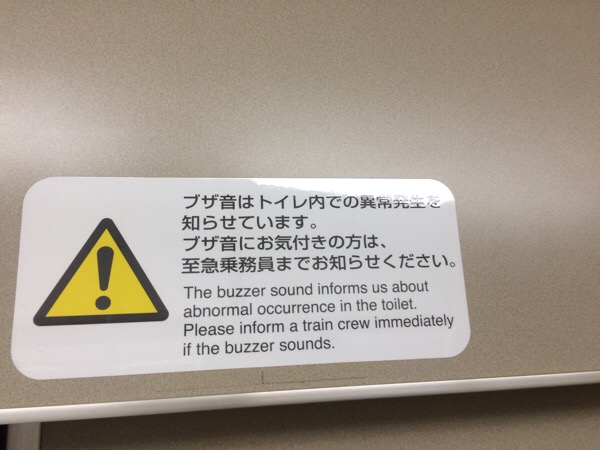 ブザ音はトイレ内での異常発生を
知らせています。
ブザ音にお気付きの方は、
至急乗務員までお知らせください。
The buzzer sound informs us about
abnormal occurrence in the toilet.
Please inform a train crew immediately
if the buzzer sounds.